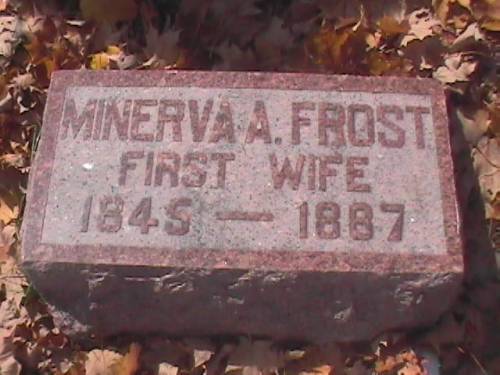 MINERVA A. FROST
FIRST WIFE
1845 — 1887